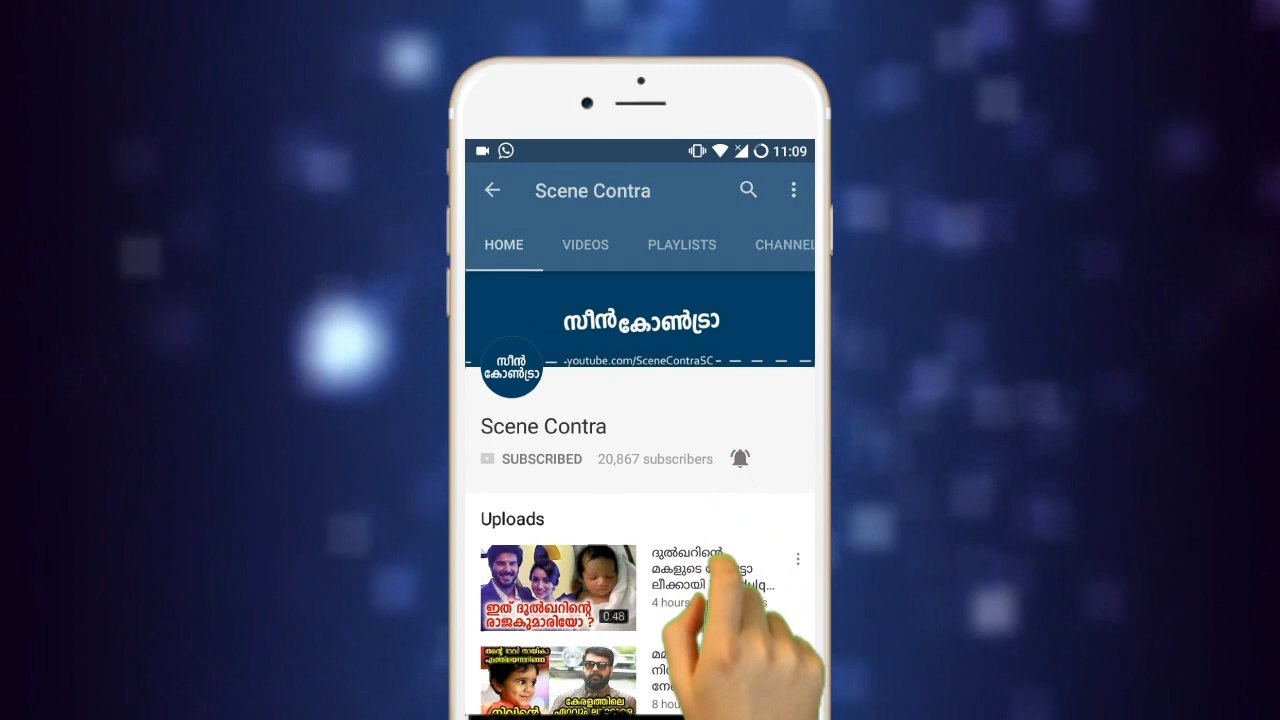 11:09
Scene Contra
HOME VIDEOS PLAYLISTS CHANNEL
സീൻ കോൺട്രാ
youtube.com/SceneContraSC
സീൻ
കോൺട്രാ
Scene Contra
SUBSCRIBED 20,867 subscribers
Uploads
ദുൽഖറിന്റെ
മകളുടെ
ലീക്കായി
4 hours
ഇത് ദുൽഖറിന്റെ
രാജകുമാരിയോ ?
0:48
തന്റെ ഭാവി നായികാ
കേരളത്തിലെ
8 hou